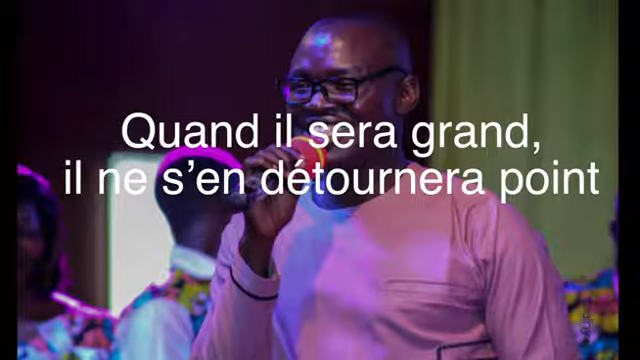 Quand il sera grand,
il ne s’en détournera point